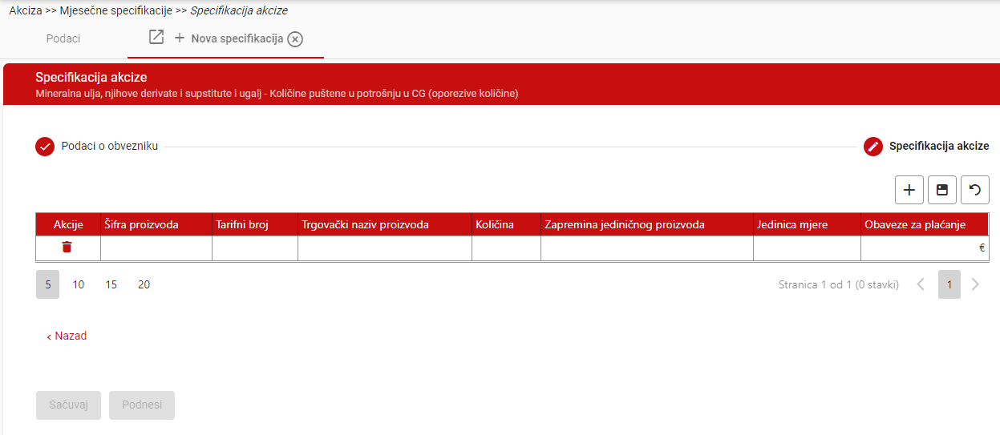 Akciza >> Mjesečne specifikacije >> Specifikacija akcize
Podaci + Nova specifikacija
Specifikacija akcize
Mineralna ulja, njihove derivate i supstitute i ugalj - Količine puštene u potrošnju u CG (oporezive količine)
Podaci o obvezniku Specifikacija akcize
Akcije Šifra proizvoda Tarifni broj Trgovački naziv proizvoda Količina Zapremina jediničnog proizvoda Jedinica mjere Obaveze za plaćanje
€
5 10 15 20 Stranica 1 od 1 (0 stavki) 1
‹ Nazad
Sačuvaj Podnesi